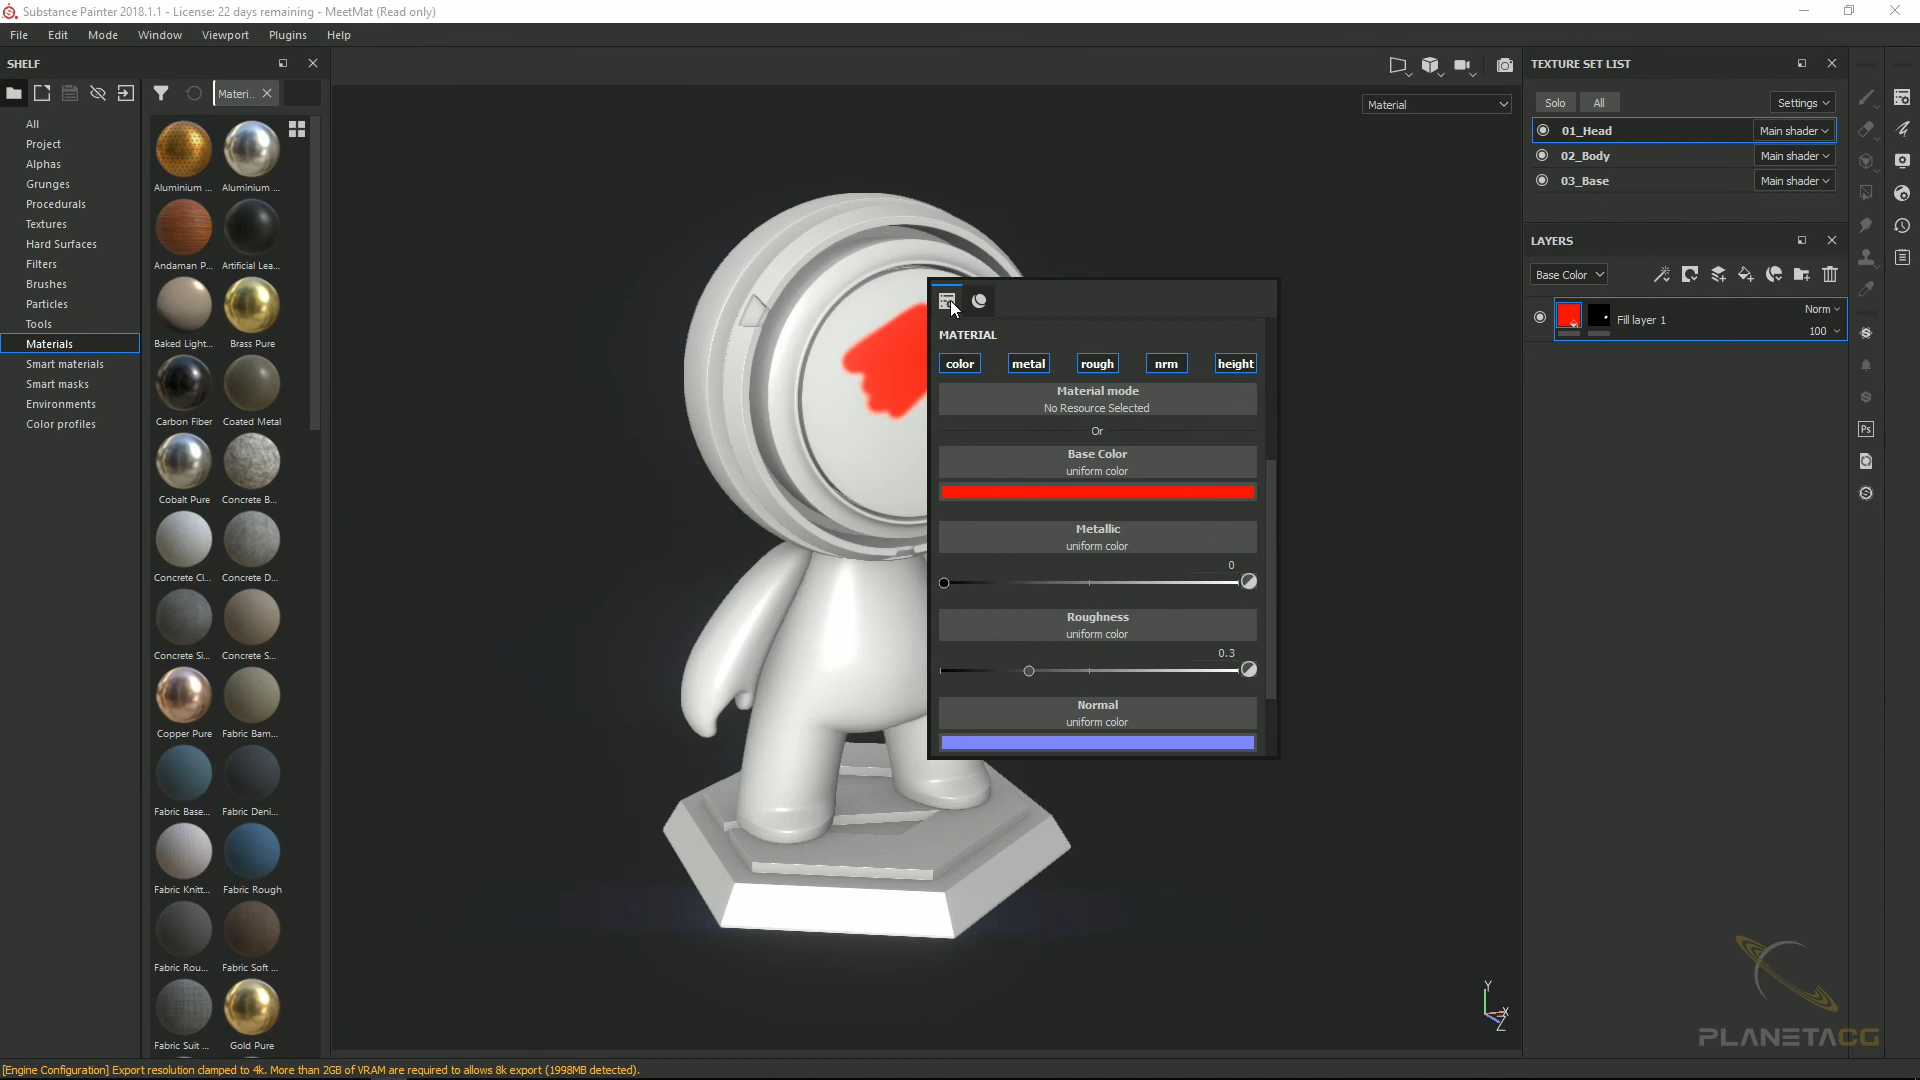 Substance Painter 2018.1.1 - License: 22 days remaining - MeetMat (Read only)
File Edit Mode Window Viewport Plugins Help
SHELF
Materi..
All
Project
Alphas
Grunges
Procedurals
Textures
Hard Surfaces
Filters
Brushes
Particles
Tools
Materials
Smart materials
Smart masks
Environments
Color profiles
Aluminium ... Aluminium ...
Andaman P... Artificial Lea...
Baked Light... Brass Pure
Carbon Fiber Coated Metal
Cobalt Pure Concrete B...
Concrete Cl... Concrete D...
Concrete Si... Concrete S...
Copper Pure Fabric Bam...
Fabric Base... Fabric Deni...
Fabric Knitt... Fabric Rough
Fabric Rou... Fabric Soft ...
Fabric Suit ... Gold Pure
Material
MATERIAL
color metal rough nrm height
Material mode
No Resource Selected
Or
Base Color
uniform color
Metallic
uniform color
0
Roughness
uniform color
0.3
Normal
uniform color
Y
X
Z
TEXTURE SET LIST
Solo All Settings
01_Head Main shader
02_Body Main shader
03_Base Main shader
LAYERS
Base Color
Fill layer 1
Norm
100
Ps
PLANETACG
[Engine Configuration] Export resolution clamped to 4k. More than 2GB of VRAM are required to allows 8k export (1998MB detected).